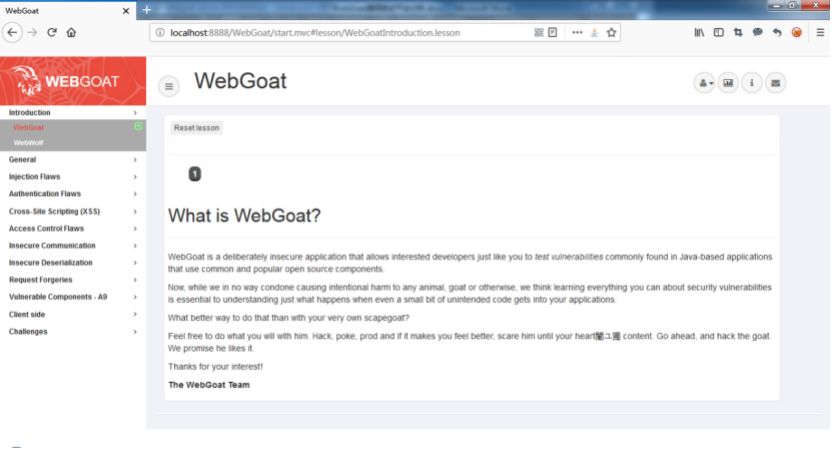 WebGoat
localhost:8888/WebGoat/start.mvc#lesson/WebGoatIntroduction.lesson
WEBGOAT
WebGoat
Introduction
WebGoat
WebWolf
General
Injection Flaws
Authentication Flaws
Cross-Site Scripting (XSS)
Access Control Flaws
Insecure Communication
Insecure Deserialization
Request Forgeries
Vulnerable Components - A9
Client side
Challenges
Reset lesson
1
What is WebGoat?
WebGoat is a deliberately insecure application that allows interested developers just like you to test vulnerabilities commonly found in Java-based applications
that use common and popular open source components.
Now, while we in no way condone causing intentional harm to any animal, goat or otherwise, we think learning everything you can about security vulnerabilities
is essential to understanding just what happens when even a small bit of unintended code gets into your applications.
What better way to do that than with your very own scapegoat?
Feel free to do what you will with him. Hack, poke, prod and if it makes you feel better, scare him until your heart content. Go ahead, and hack the goat.
We promise he likes it.
Thanks for your interest!
The WebGoat Team